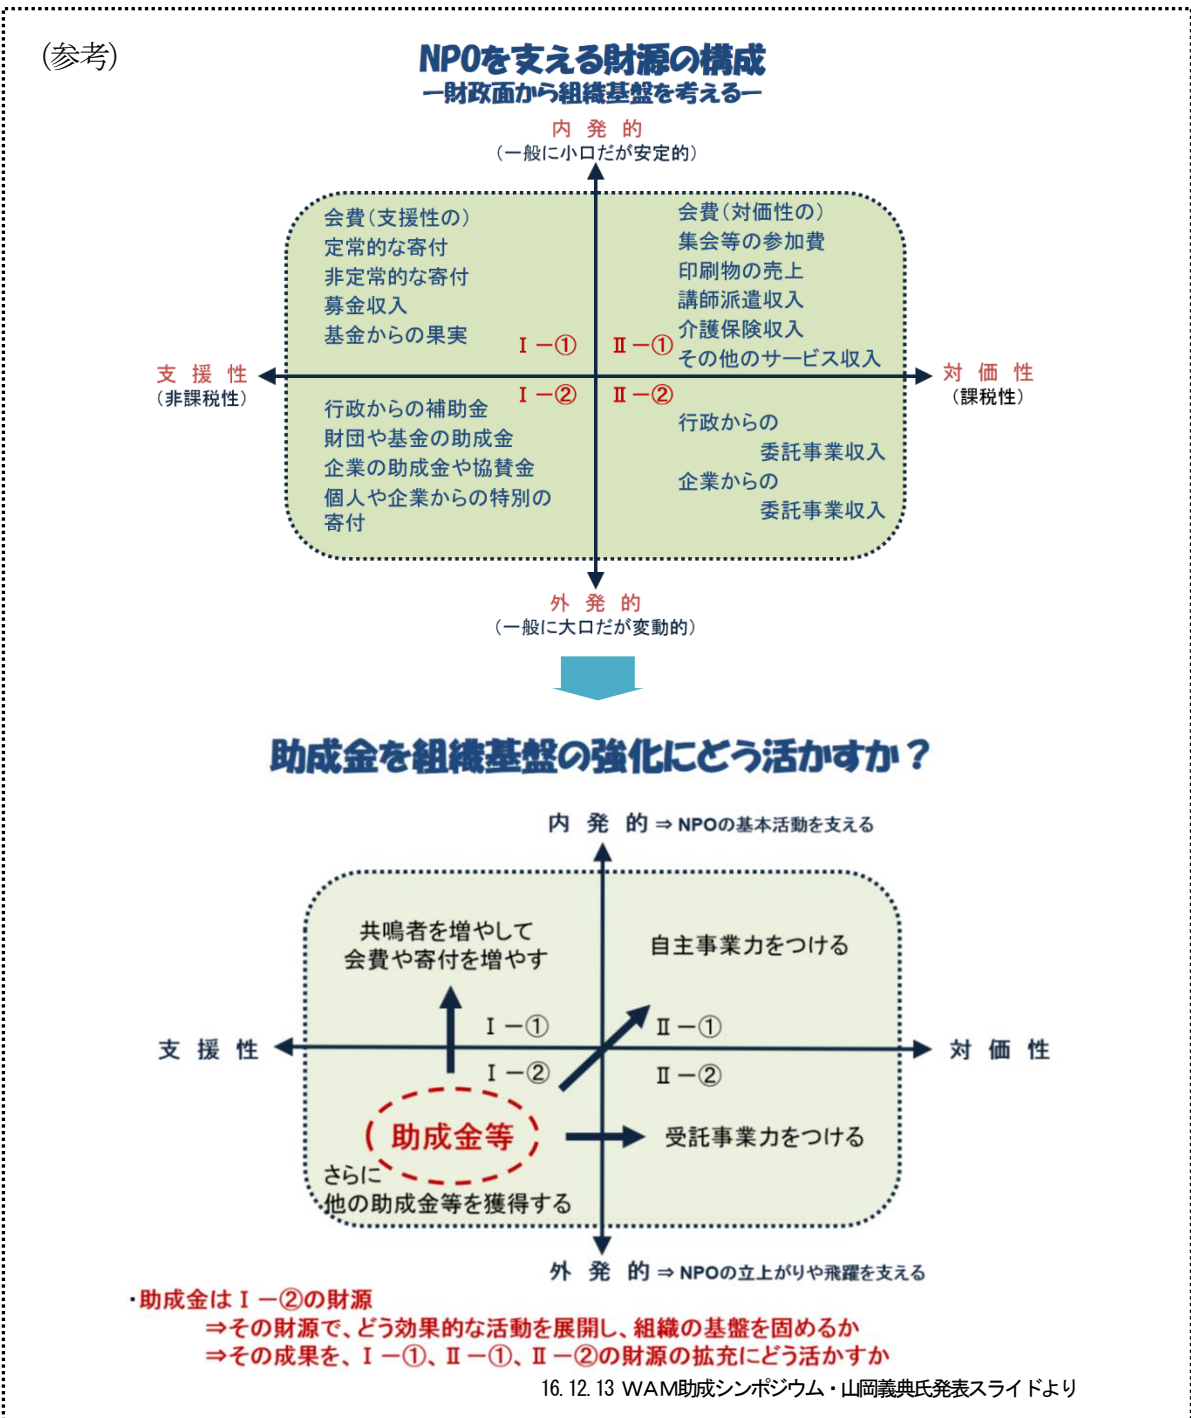 (参考)
NPOを支える財源の構成
ー財政面から組織基盤を考えるー
内 発 的
（一般に小口だが安定的）
会費（支援性の）
定常的な寄付
非定常的な寄付
募金収入
基金からの果実
Ⅰ－①
会費（対価性の）
集会等の参加費
印刷物の売上
講師派遣収入
介護保険収入
その他のサービス収入
Ⅱ－①
支 援 性
（非課税性）
対 価 性
（課税性）
Ⅰ－②
行政からの補助金
財団や基金の助成金
企業の助成金や協賛金
個人や企業からの特別の
寄付
Ⅱ－②
行政からの
委託事業収入
企業からの
委託事業収入
外 発 的
（一般に大口だが変動的）
助成金を組織基盤の強化にどう活かすか？
内 発 的 ⇒ NPOの基本活動を支える
共鳴者を増やして
会費や寄付を増やす
自主事業力をつける
Ⅰ－①
Ⅱ－①
支 援 性
対 価 性
Ⅰ－②
Ⅱ－②
助成金等
受託事業力をつける
さらに
他の助成金等を獲得する
外 発 的 ⇒ NPOの立上がりや飛躍を支える
・助成金はⅠ－②の財源
⇒その財源で、どう効果的な活動を展開し、組織の基盤を固めるか
⇒その成果を、Ⅰ－①、Ⅱ－①、Ⅱ－②の財源の拡充にどう活かすか
16.12.13 WAM助成シンポジウム・山岡義典氏発表スライドより